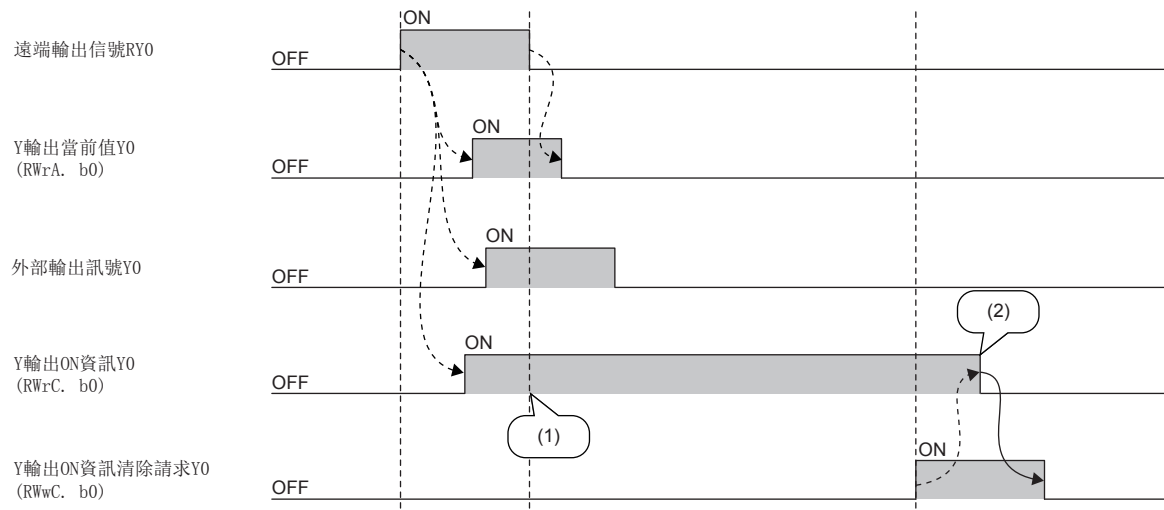 ON
遠端輸出信號RY0
OFF
ON
Y輸出當前值Y0
(RWrA. b0)
OFF
ON
外部輸出訊號Y0
OFF
(2)
ON
Y輸出ON資訊Y0
(RWrC. b0)
OFF
(1)
ON
Y輸出ON資訊清除請求Y0
(RWwC. b0)
OFF